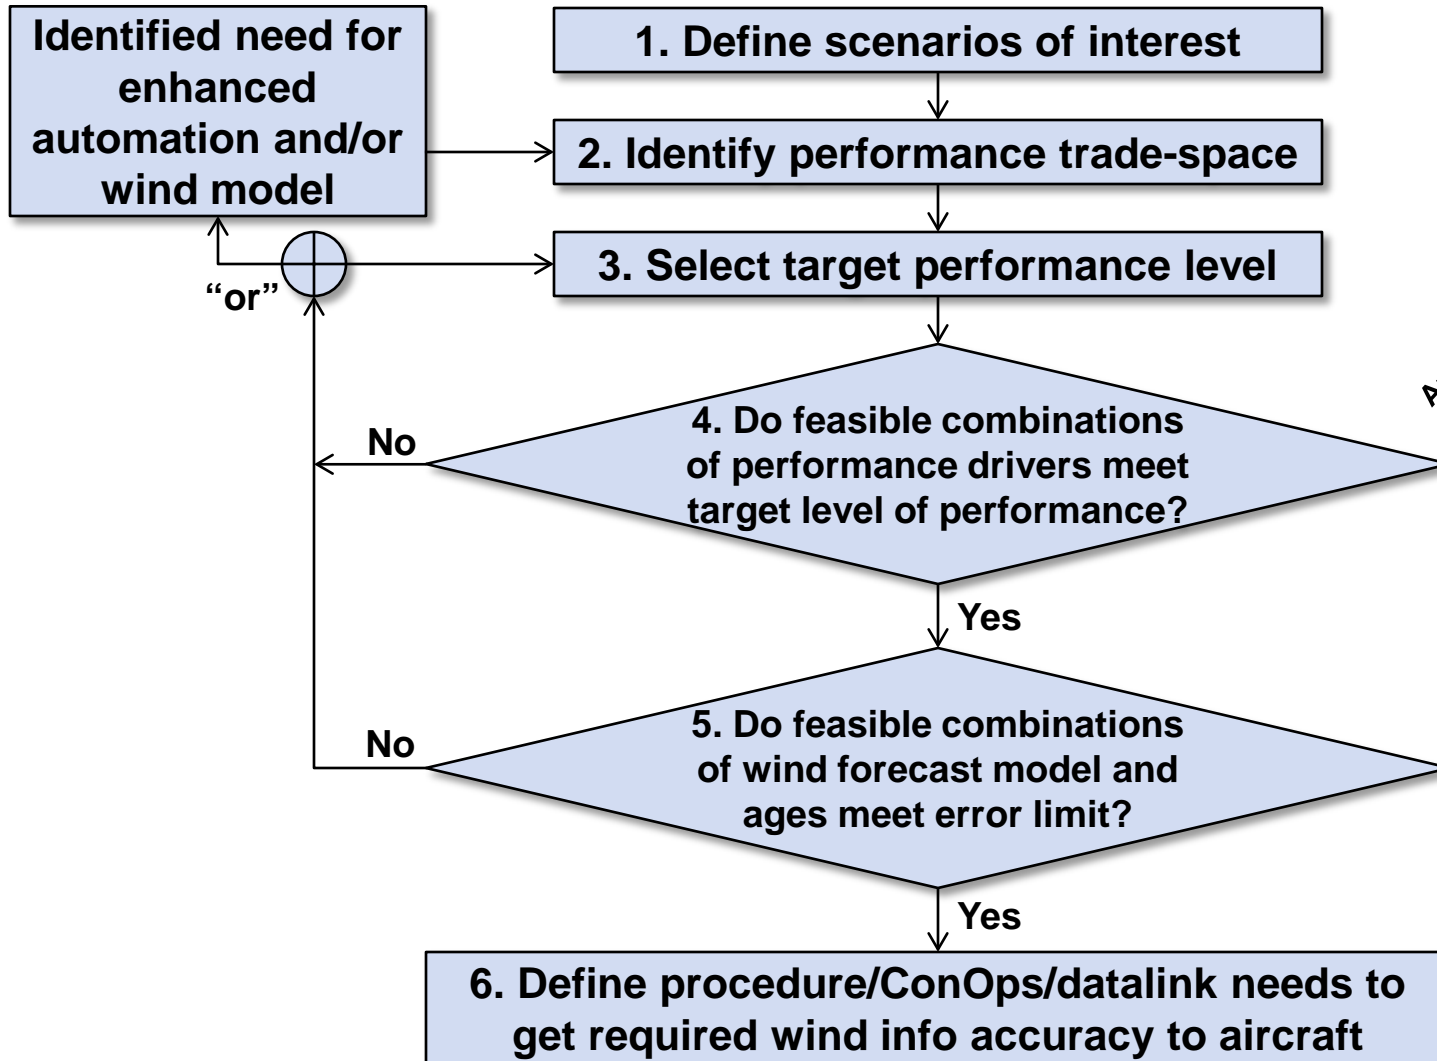 Identified need for
enhanced
automation and/or
wind model
1. Define scenarios of interest
2. Identify performance trade-space
3. Select target performance level
“or”
4. Do feasible combinations
of performance drivers meet
target level of performance?
No
Yes
5. Do feasible combinations
of wind forecast model and
ages meet error limit?
No
Yes
6. Define procedure/ConOps/datalink needs to
get required wind info accuracy to aircraft